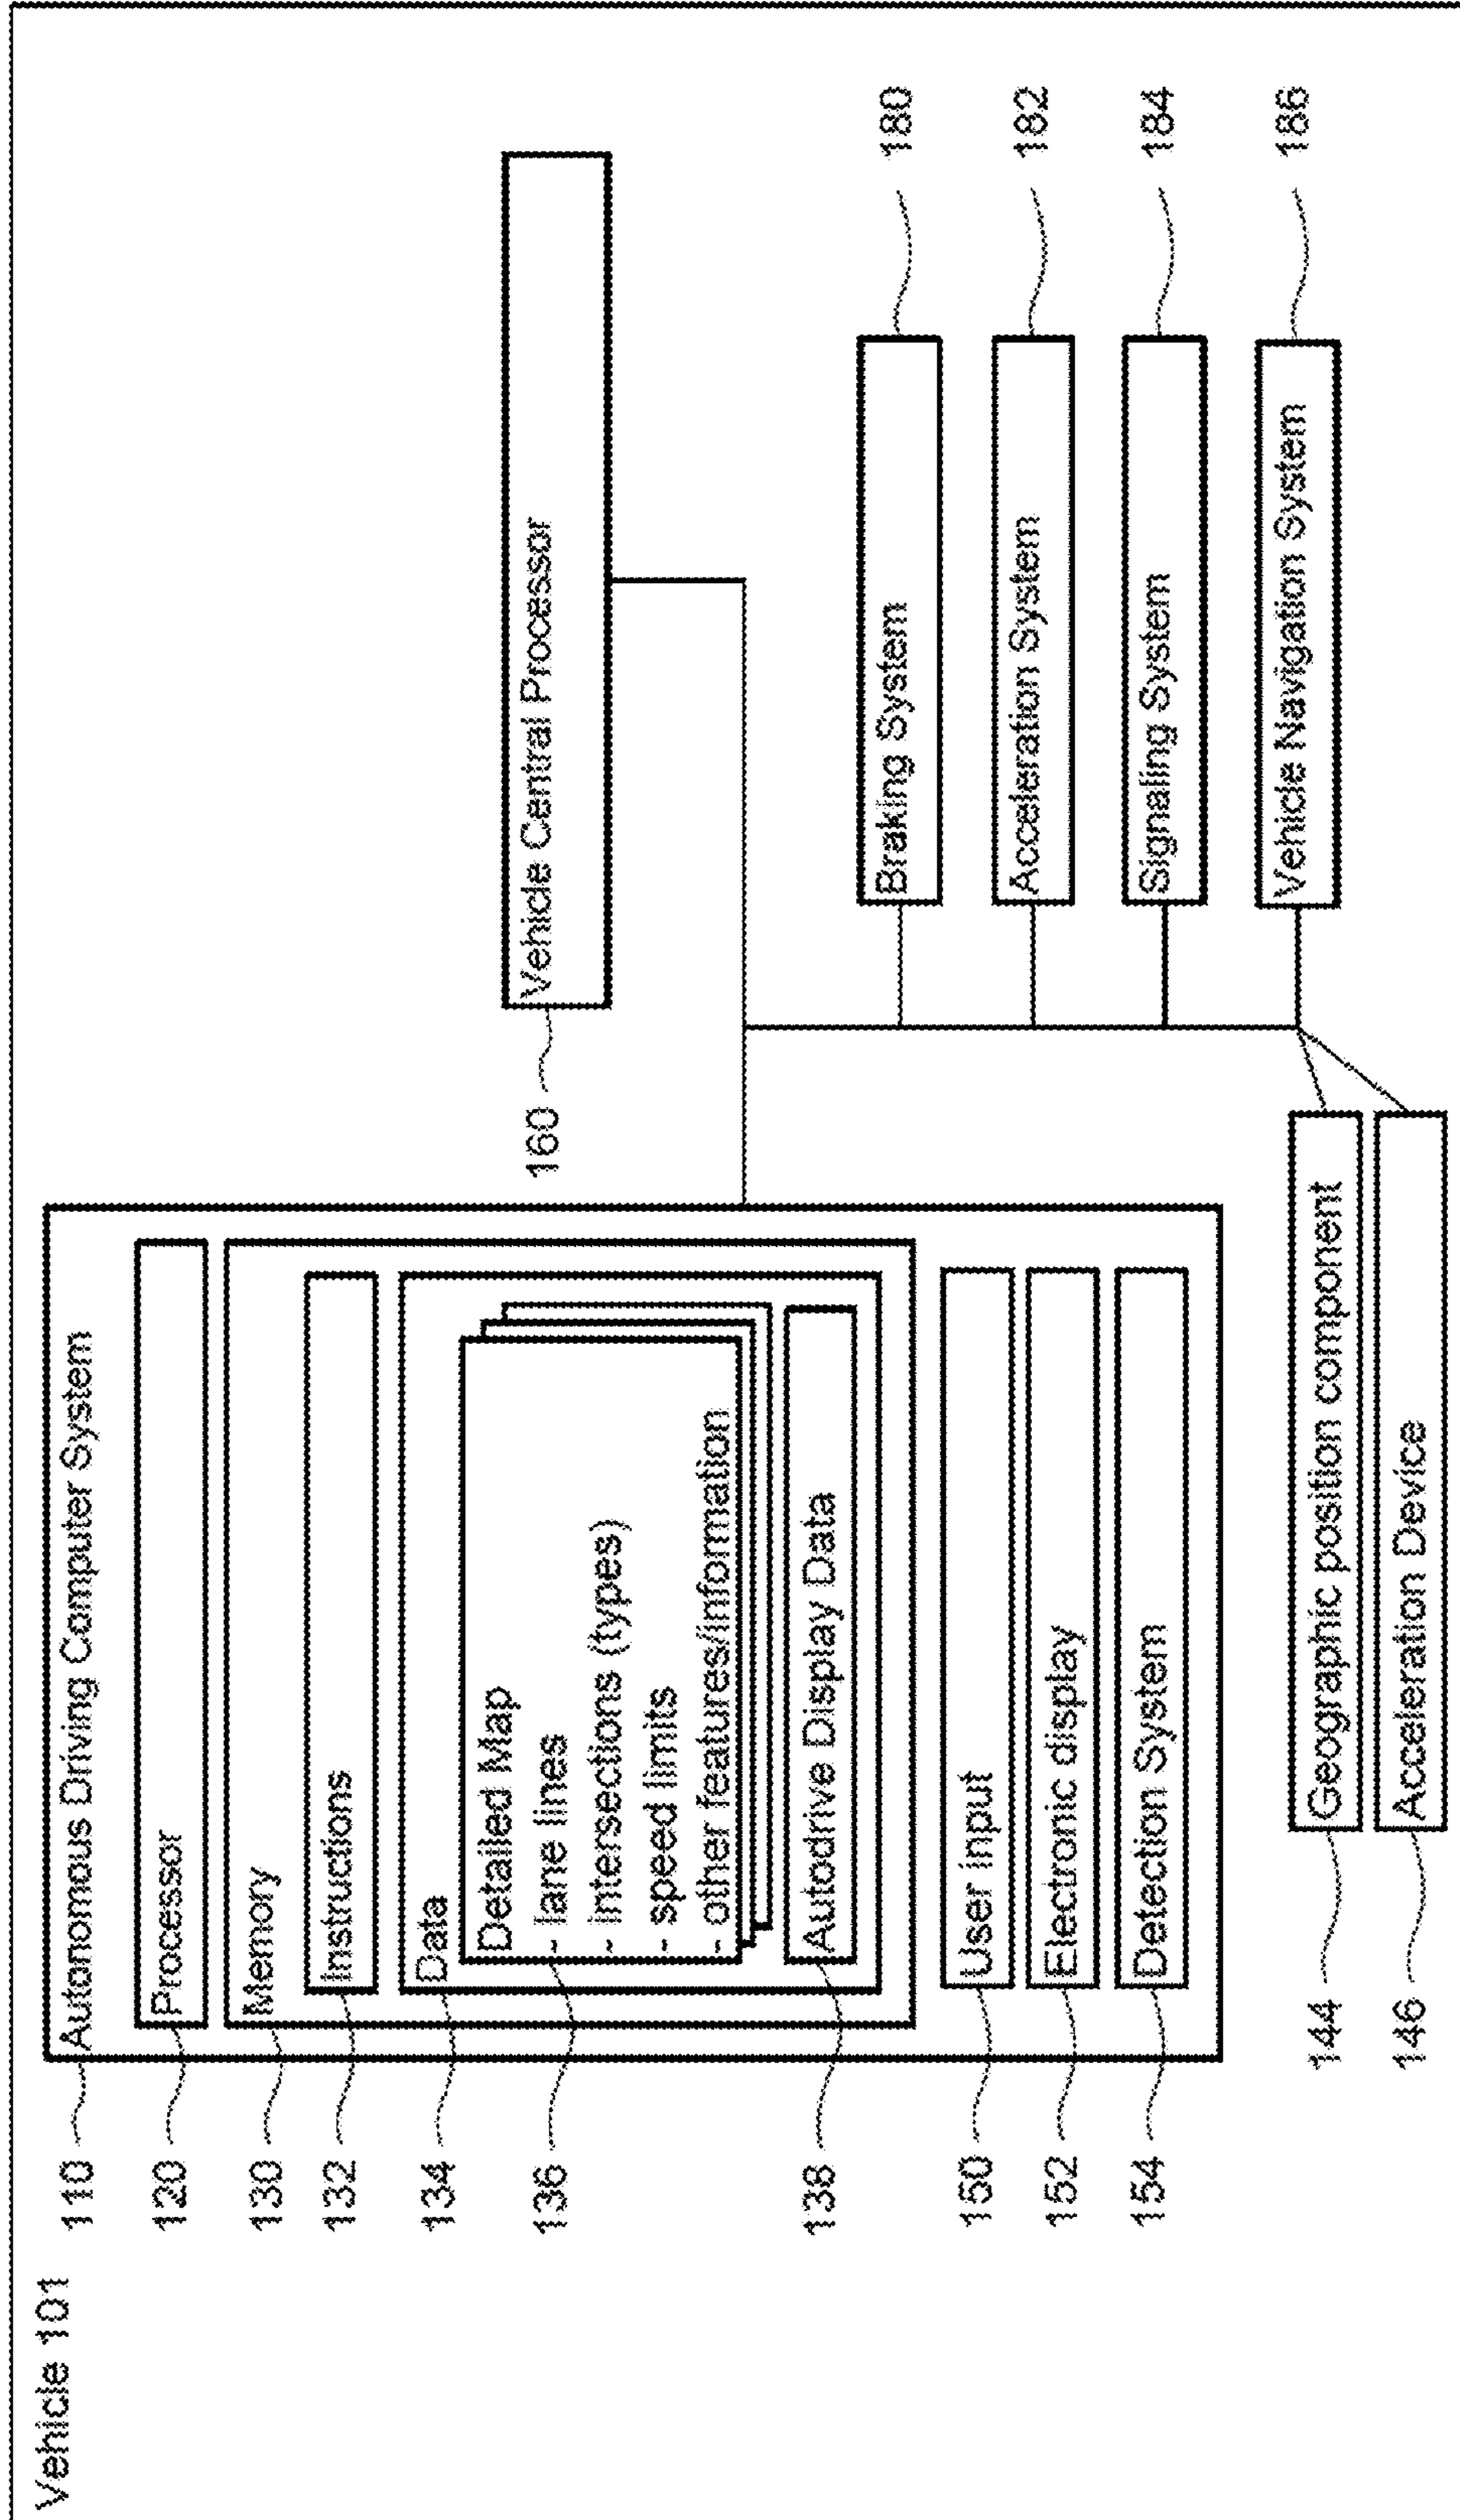 Vehicle 101
110
Autonomous Driving Computer System
120
Processor
130
Memory
132
Instructions
134
Data
136
Detailed Map
- lane lines
- intersections (types)
- speed limits
- other features/information
138
Autodrive Display Data
150
User input
152
Electronic display
154
Detection System
144
Geographic position component
146
Acceleration Device
160
Vehicle Central Processor
Braking System
180
Acceleration System
182
Signaling System
184
Vehicle Navigation System
186